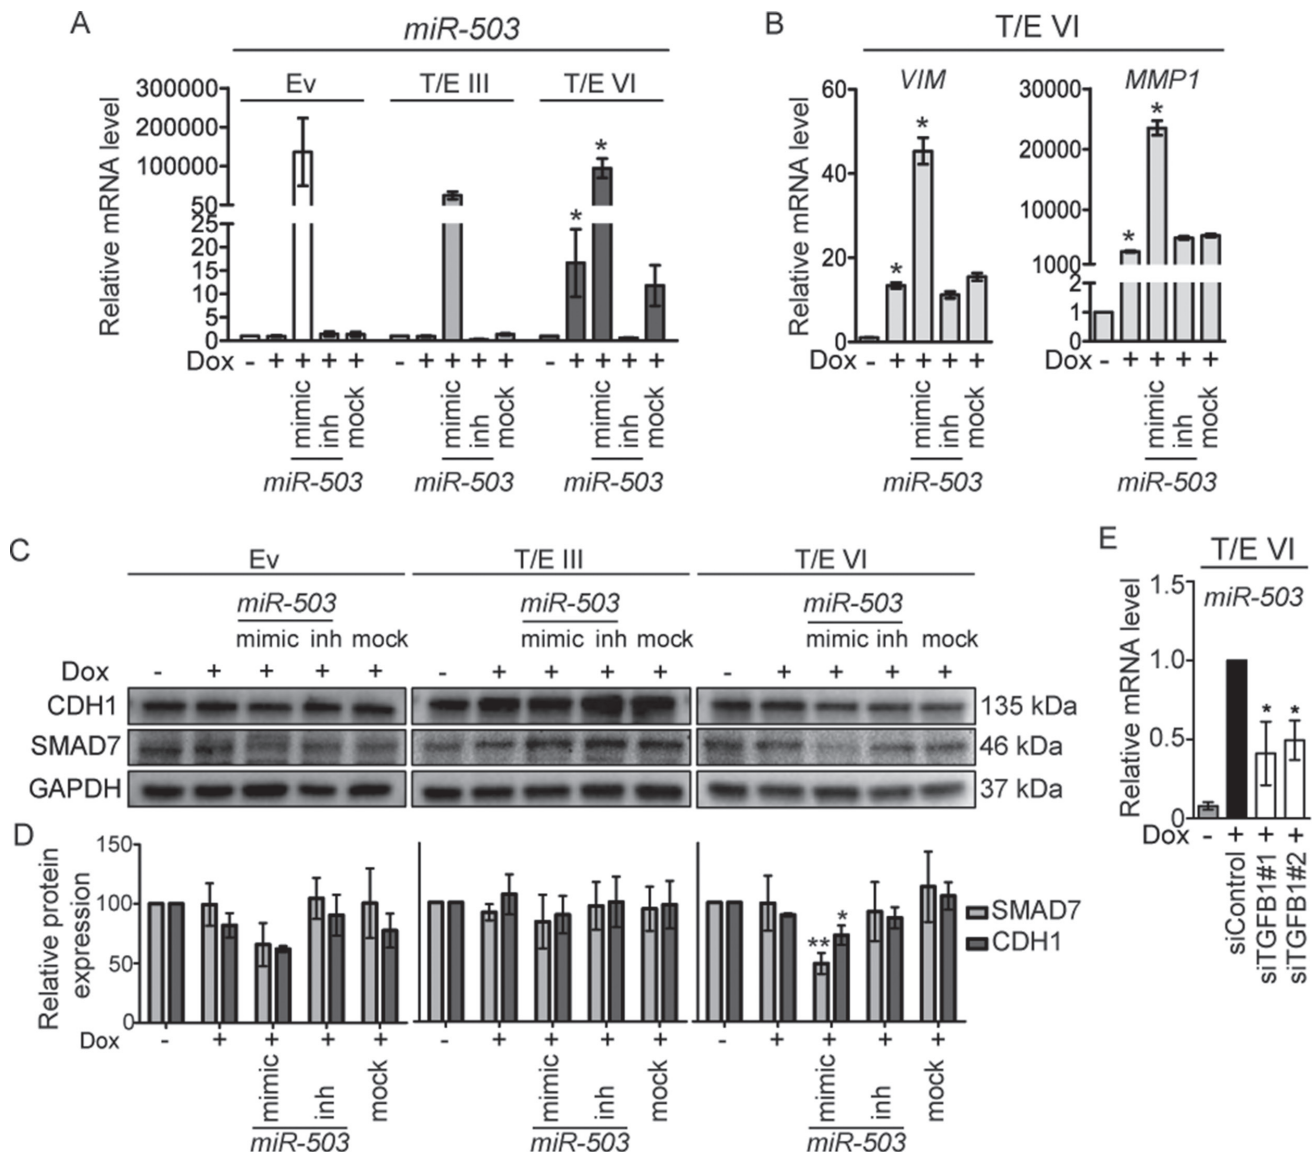 A
miR-503
Ev T/E III T/E VI
Relative mRNA level
300000
200000
100000
50
25
20
15
10
5
0
* *
Dox - + + + + - + + + + - + + + +
mimic inh mock mimic inh mock mimic inh mock
miR-503 miR-503 miR-503
B
T/E VI
VIM MMP1
Relative mRNA level
60
40
20
0
* *
30000
20000
10000
1000
2
1
0
* *
Dox - + + + + - + + + +
mimic inh mock mimic inh mock
miR-503 miR-503
C
Ev T/E III T/E VI
miR-503 miR-503 miR-503
mimic inh mock mimic inh mock mimic inh mock
Dox - + + + + - + + + + - + + + +
CDH1 135 kDa
SMAD7 46 kDa
GAPDH 37 kDa
D
Relative protein
expression
150
100
50
0
** *
SMAD7
CDH1
Dox - + + + + - + + + + - + + + +
mimic inh mock mimic inh mock mimic inh mock
miR-503 miR-503 miR-503
E
T/E VI
miR-503
Relative mRNA level
1.5
1.0
0.5
0
* *
Dox - + + +
siControl
siTGFB1#1
siTGFB1#2